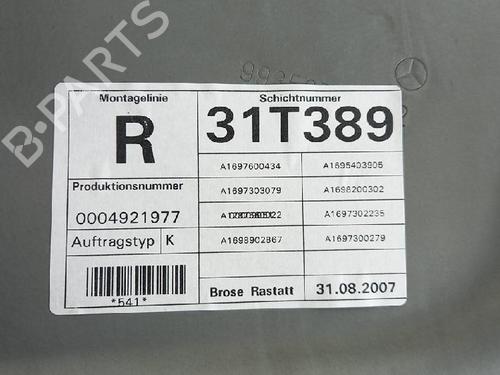 B-PARTS
Montagelinie
R
Schichtnummer
31T389
A1697600434
A1695403905
A1697303079
A1698200302
A1697302235
A1698902867
A1697300279
Produktionsnummer
0004921977
Auftragstyp K
*541*
Brose Rastatt
31.08.2007